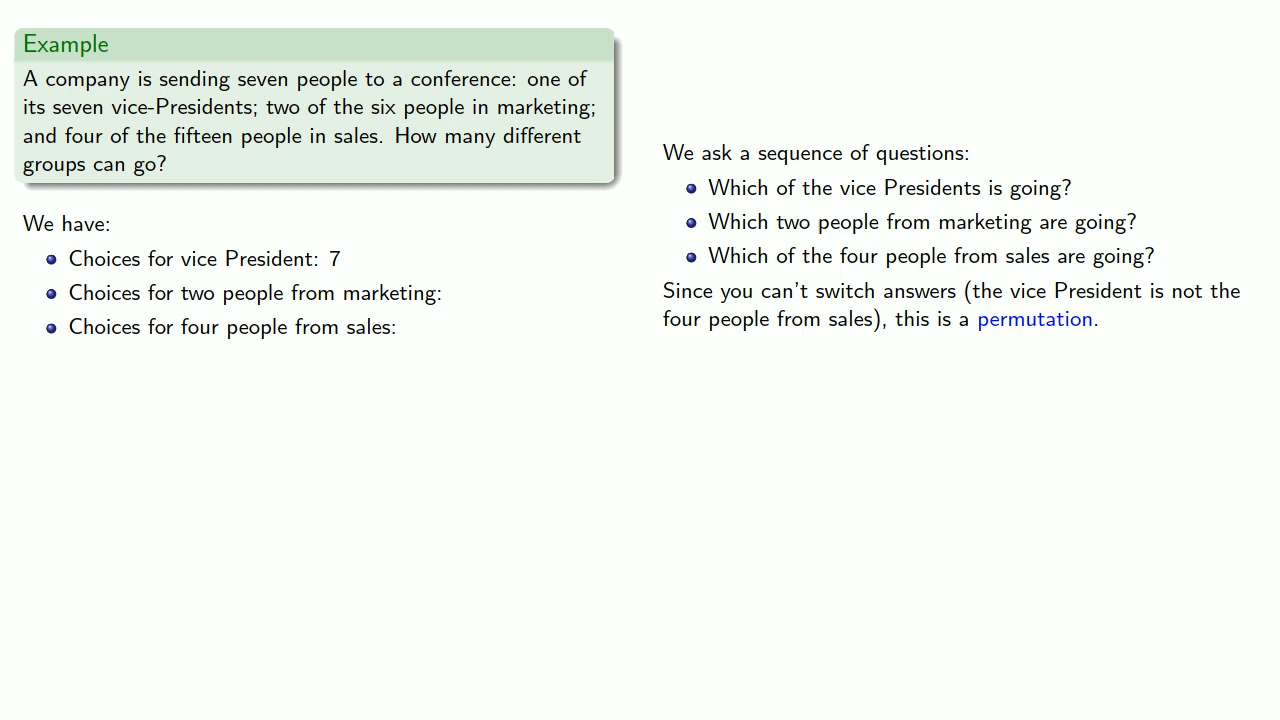 Example
A company is sending seven people to a conference: one of
its seven vice-Presidents; two of the six people in marketing;
and four of the fifteen people in sales. How many different
groups can go?
We have:
Choices for vice President: 7
Choices for two people from marketing:
Choices for four people from sales:
We ask a sequence of questions:
Which of the vice Presidents is going?
Which two people from marketing are going?
Which of the four people from sales are going?
Since you can't switch answers (the vice President is not the
four people from sales), this is a permutation.